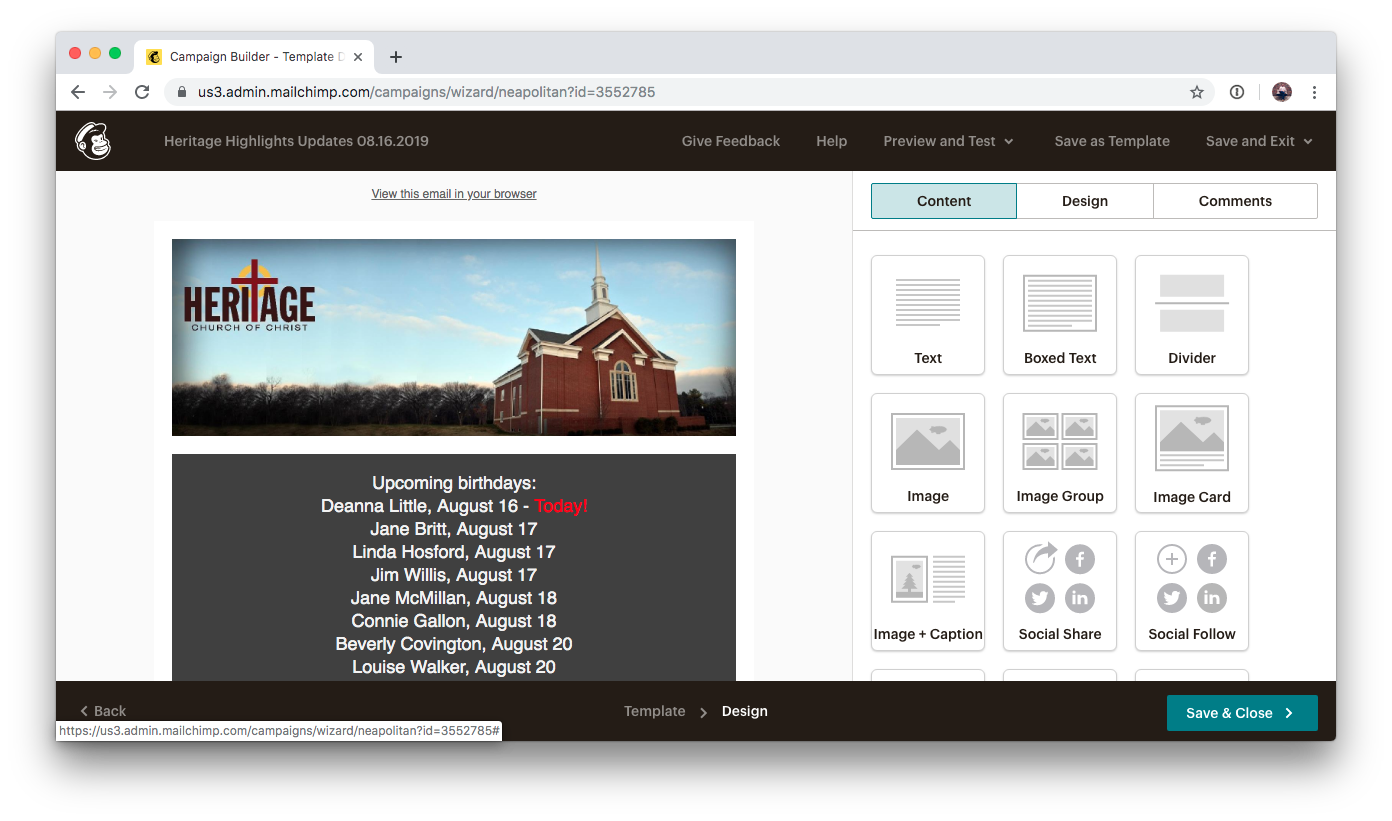 Campaign Builder - Template D
us3.admin.mailchimp.com/campaigns/wizard/neapolitan?id=3552785
Heritage Highlights Updates 08.16.2019
Give Feedback
Help
Preview and Test
Save as Template
Save and Exit
View this email in your browser
HERITAGE
CHURCH OF CHRIST
Upcoming birthdays:
Deanna Little, August 16 - Today!
Jane Britt, August 17
Linda Hosford, August 17
Jim Willis, August 17
Jane McMillan, August 18
Connie Gallon, August 18
Beverly Covington, August 20
Louise Walker, August 20
Content
Design
Comments
Text
Boxed Text
Divider
Image
Image Group
Image Card
Image + Caption
Social Share
Social Follow
Back
Template
Design
Save & Close
https://us3.admin.mailchimp.com/campaigns/wizard/neapolitan?id=3552785#